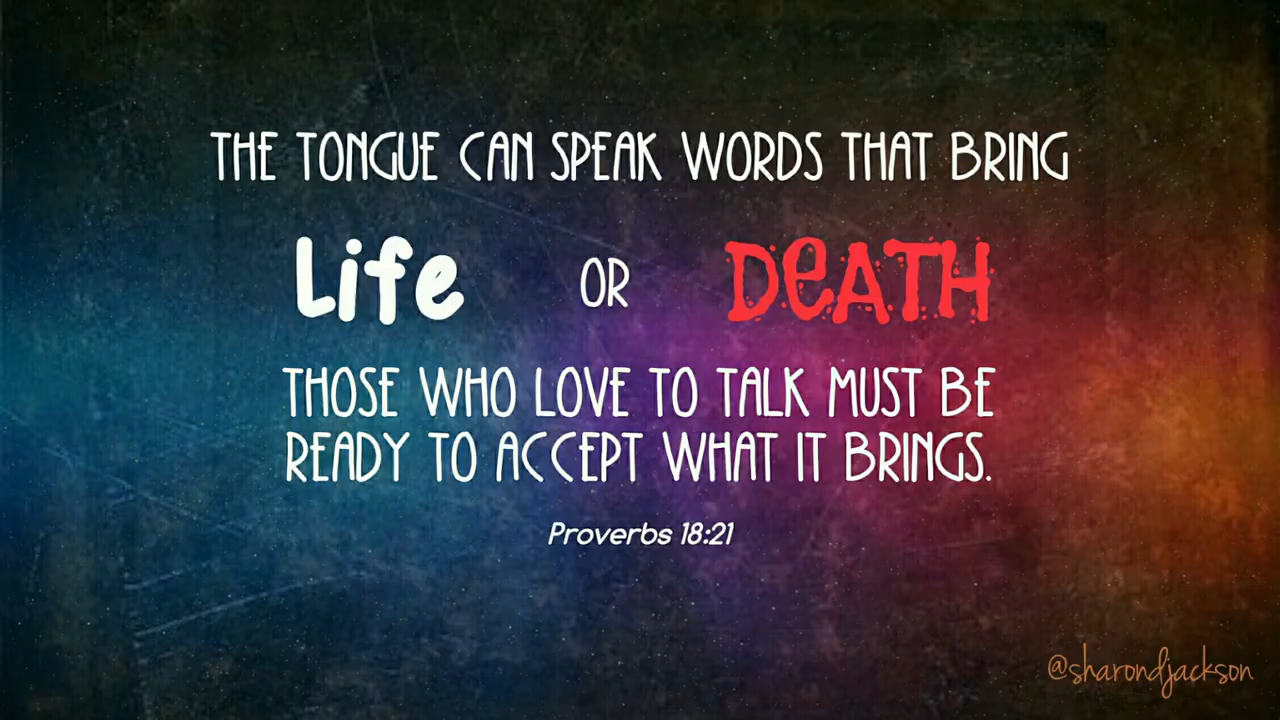 THE TONGUE CAN SPEAK WORDS THAT BRING
Life OR DeATH
THOSE WHO LOVE TO TALK MUST BE
READY TO ACCEPT WHAT IT BRINGS.
Proverbs 18:21
@sharondjackson